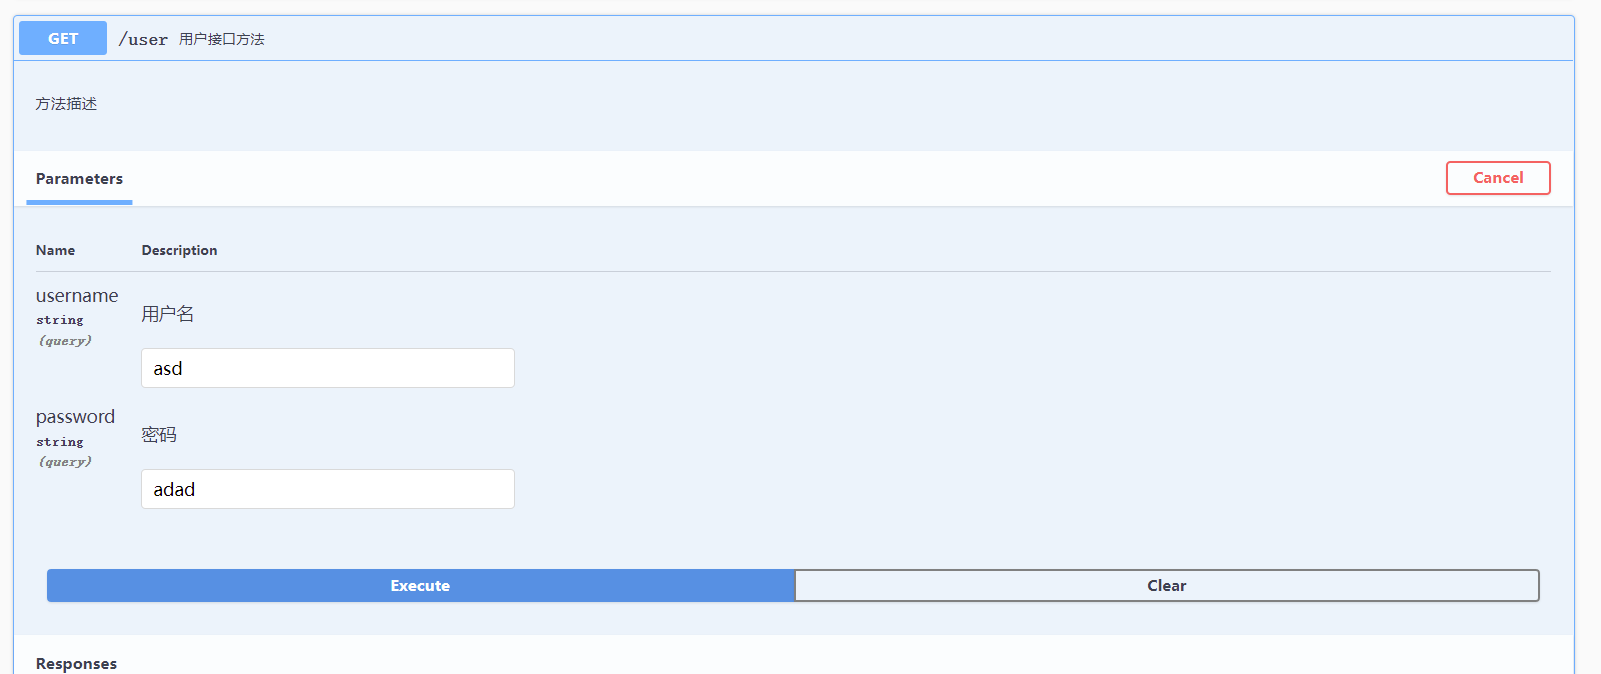 GET /user 用户接口方法
方法描述
Parameters
Cancel
Name Description
username
string
(query)
用户名
asd
password
string
(query)
密码
adad
Execute Clear
Responses